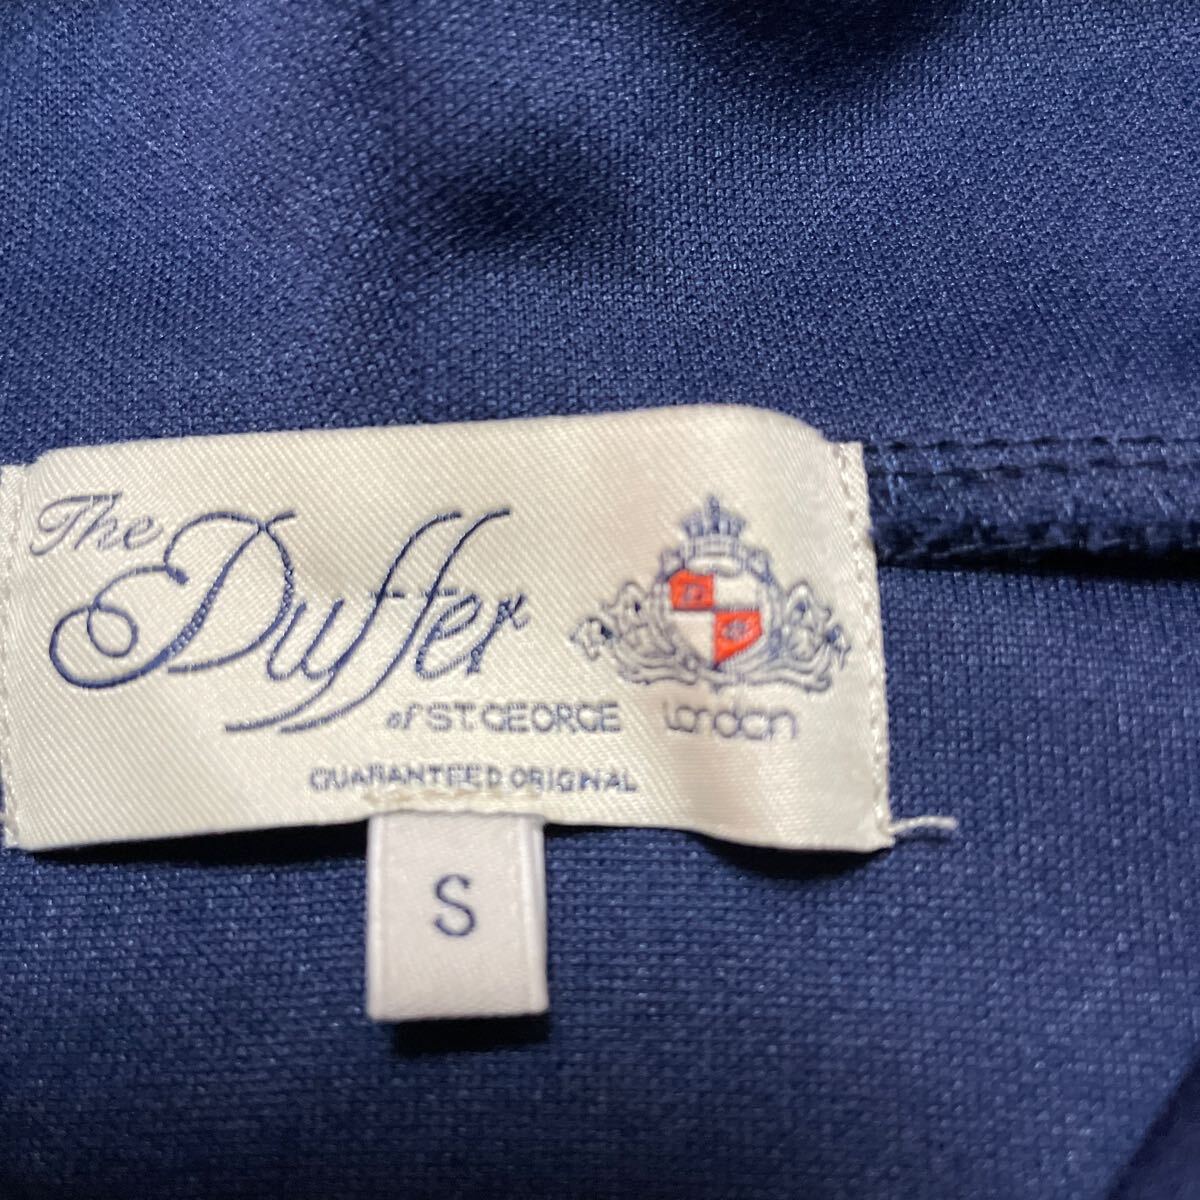 The Duffer
of ST. GEORGE
London
GUARANTEED ORIGINAL
S